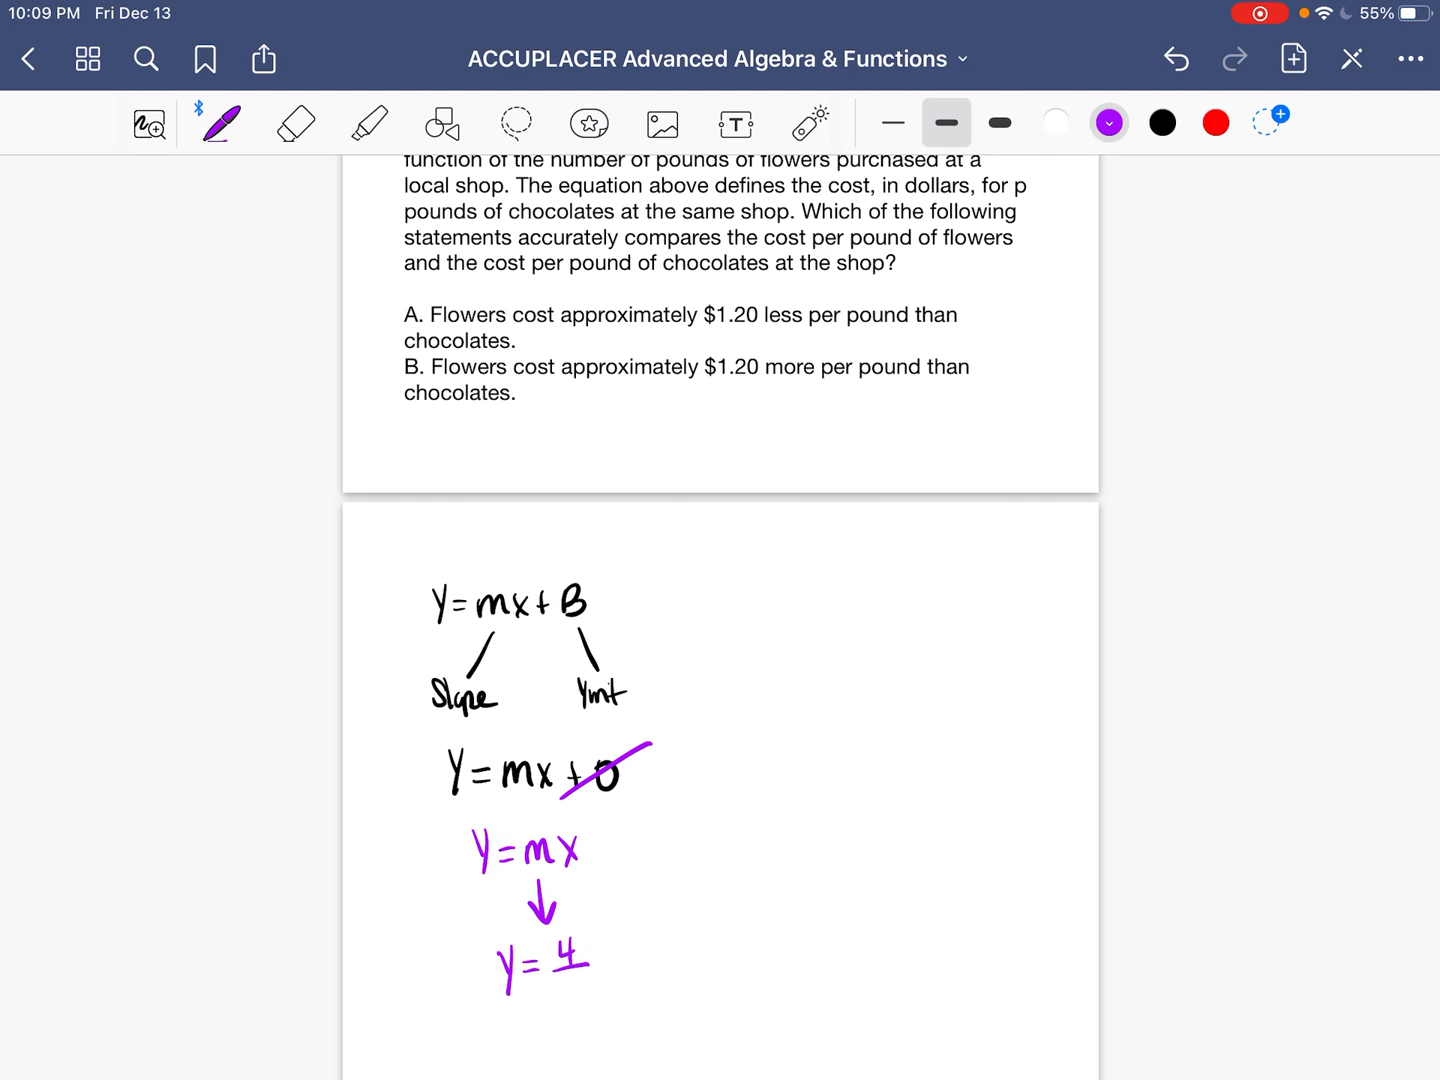 10:09 PM Fri Dec 13
55%
ACCUPLACER Advanced Algebra & Functions
T
function of the number of pounds of flowers purchased at a
local shop. The equation above defines the cost, in dollars, for p
pounds of chocolates at the same shop. Which of the following
statements accurately compares the cost per pound of flowers
and the cost per pound of chocolates at the shop?
A. Flowers cost approximately $1.20 less per pound than
chocolates.
B. Flowers cost approximately $1.20 more per pound than
chocolates.
Y=mx+B
Slope Yint
Y=mx+0
Y=mx
Y=4